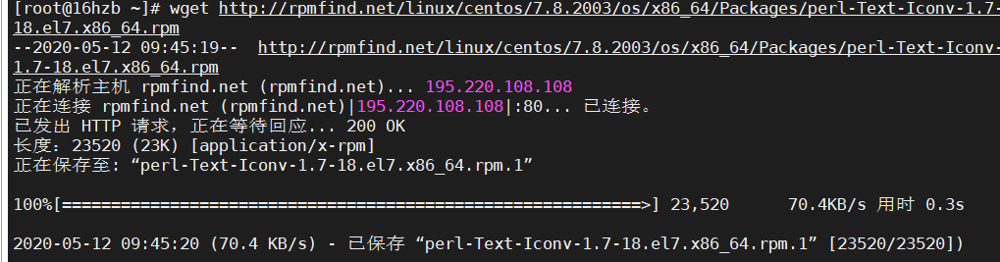 [root@16hzb ~]# wget http://rpmfind.net/linux/centos/7.8.2003/os/x86_64/Packages/perl-Text-Iconv-1.7-
18.el7.x86_64.rpm
--2020-05-12 09:45:19--  http://rpmfind.net/linux/centos/7.8.2003/os/x86_64/Packages/perl-Text-Iconv-
1.7-18.el7.x86_64.rpm
正在解析主机 rpmfind.net (rpmfind.net)... 195.220.108.108
正在连接 rpmfind.net (rpmfind.net)|195.220.108.108|:80... 已连接。
已发出 HTTP 请求，正在等待回应... 200 OK
长度：23520 (23K) [application/x-rpm]
正在保存至: “perl-Text-Iconv-1.7-18.el7.x86_64.rpm.1”
100%[===========================================================>] 23,520      70.4KB/s 用时 0.3s
2020-05-12 09:45:20 (70.4 KB/s) - 已保存 “perl-Text-Iconv-1.7-18.el7.x86_64.rpm.1” [23520/23520])